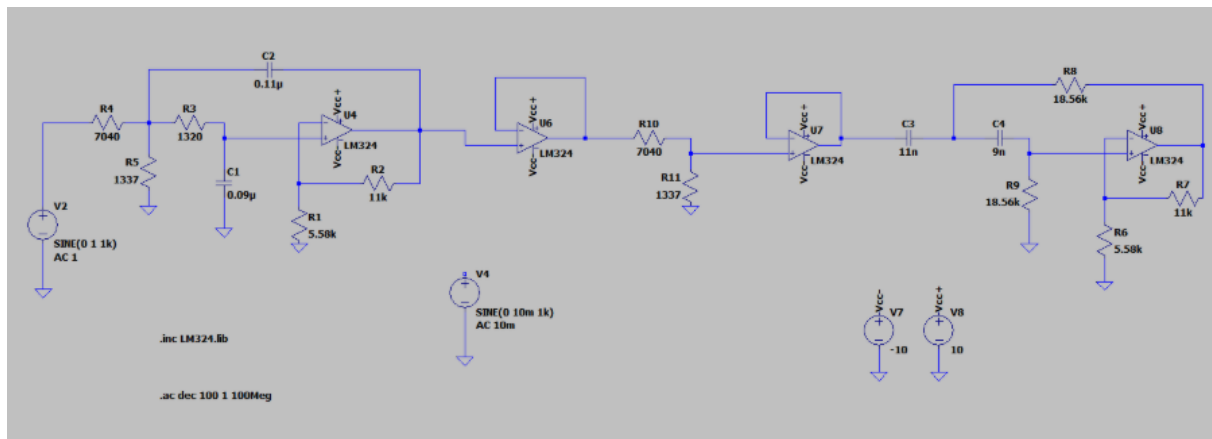 C2
0.11µ
R4
7040
R3
1320
Vcc+
U4
LM324
Vcc-
R5
1337
C1
0.09µ
R2
11k
R1
5.58k
V2
SINE(0 1 1k)
AC 1
Vcc+
U6
LM324
Vcc-
R10
7040
R11
1337
Vcc+
U7
LM324
Vcc-
C3
11n
R8
18.56k
C4
9n
Vcc+
U8
LM324
Vcc-
R9
18.56k
R7
11k
R6
5.58k
V4
SINE(0 10m 1k)
AC 10m
Vcc-
V7
-10
Vcc+
V8
10
.inc LM324.lib
.ac dec 100 1 100Meg